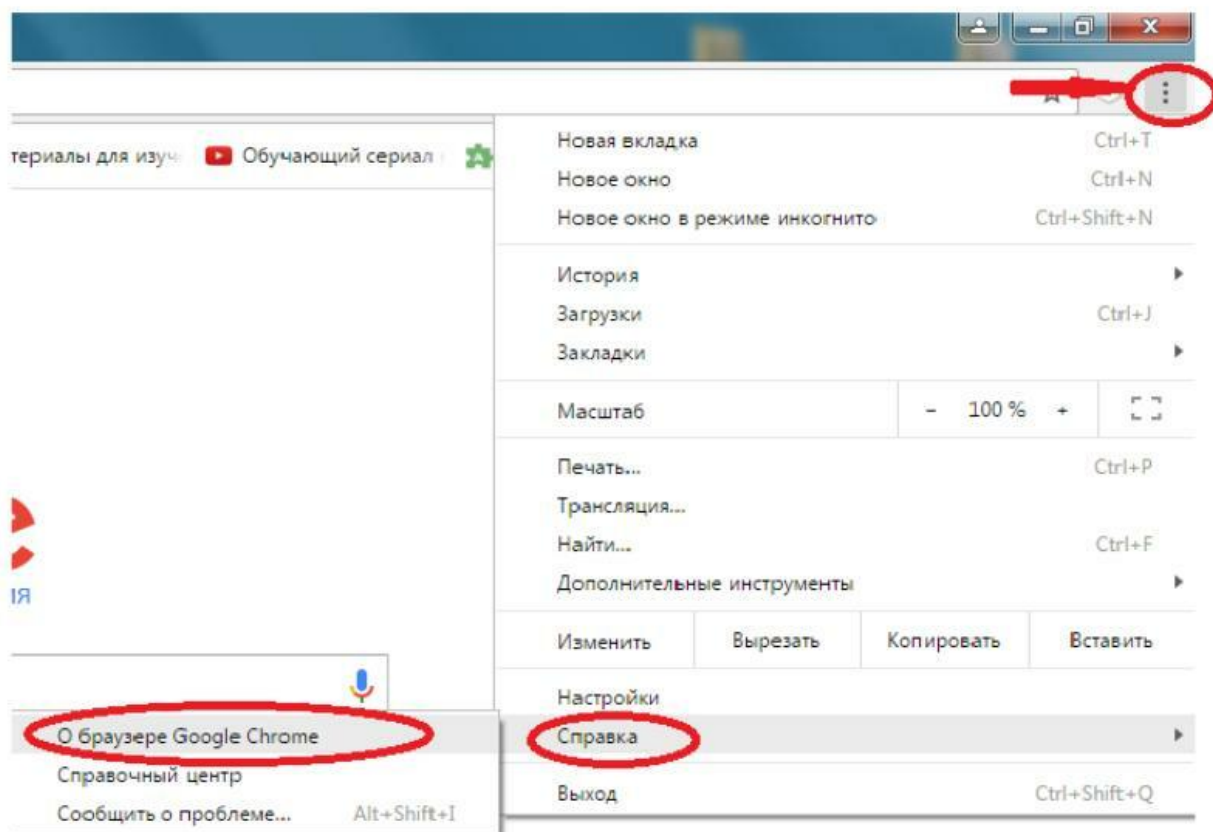 териалы для изуч Обучающий сериал
Новая вкладка Ctrl+T
Новое окно Ctrl+N
Новое окно в режиме инкогнито Ctrl+Shift+N
История
Загрузки Ctrl+J
Закладки
Масштаб - 100 % +
Печать... Ctrl+P
Трансляция...
Найти... Ctrl+F
Дополнительные инструменты
ия
Изменить Вырезать Копировать Вставить
Настройки
О браузере Google Chrome
Справка
Справочный центр
Выход Ctrl+Shift+Q
Сообщить о проблеме... Alt+Shift+I